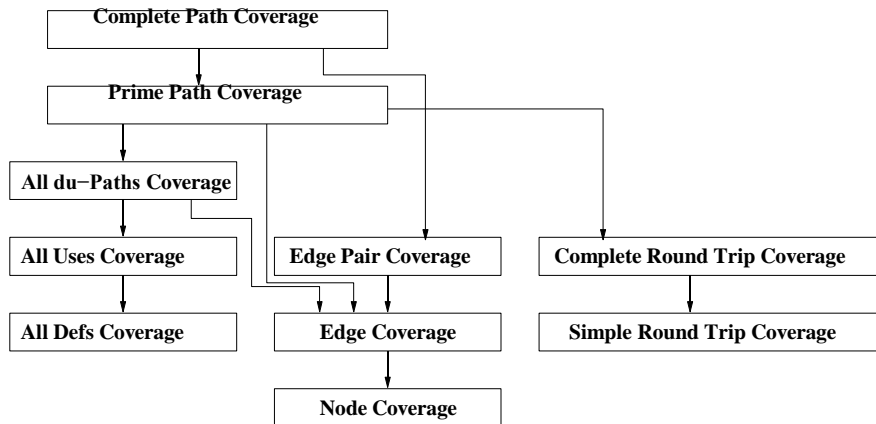 Complete Path Coverage
Prime Path Coverage
All du−Paths Coverage
All Uses Coverage
Edge Pair Coverage
Complete Round Trip Coverage
All Defs Coverage
Edge Coverage
Simple Round Trip Coverage
Node Coverage